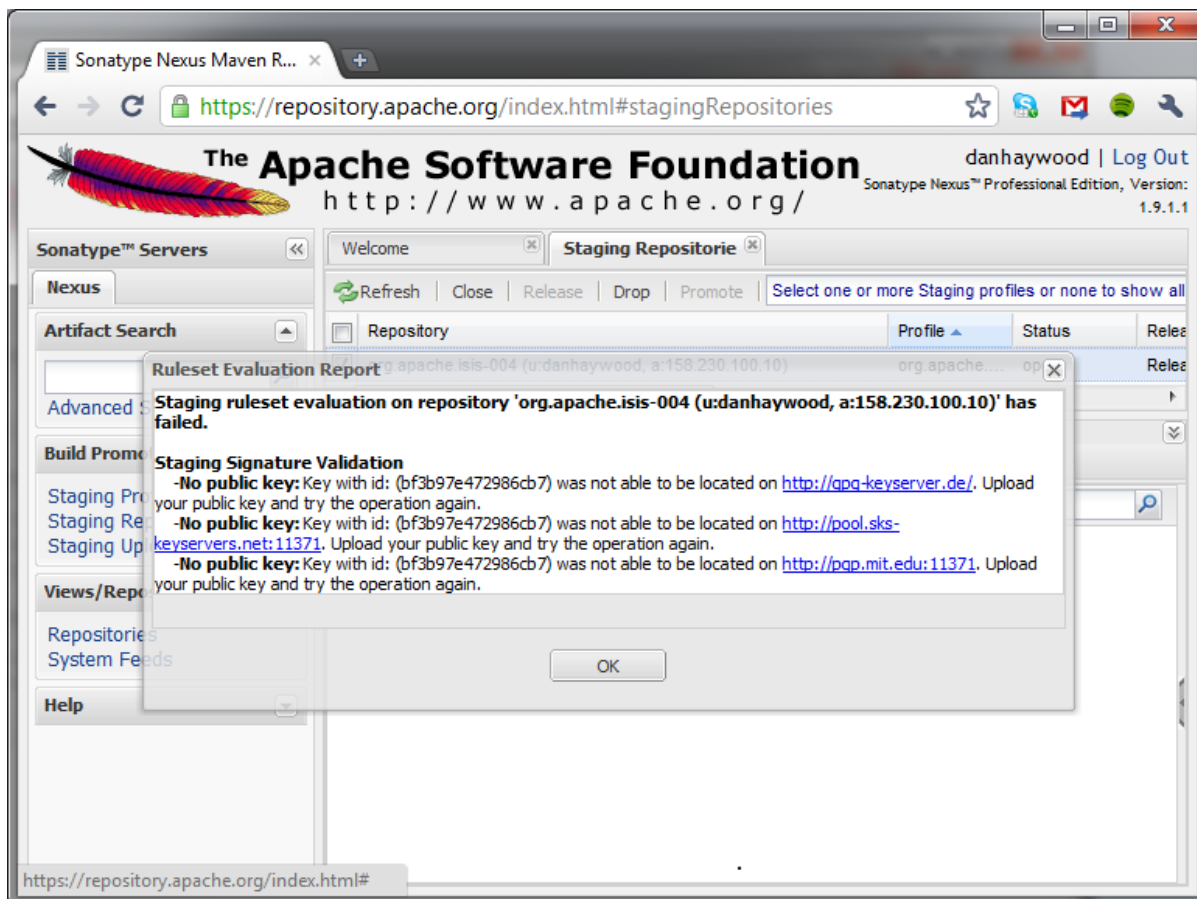 Sonatype Nexus Maven R...
https://repository.apache.org/index.html#stagingRepositories
The Apache Software Foundation
http://www.apache.org/
danhaywood | Log Out
Sonatype Nexus™ Professional Edition, Version:
1.9.1.1
Sonatype™ Servers
Nexus
Artifact Search
Advanced S
Build Promo
Staging Pro
Staging Rep
Staging Upl
Views/Repo
Repositories
System Feeds
Help
Welcome
Staging Repositorie
Refresh | Close | Release | Drop | Promote | Select one or more Staging profiles or none to show all
Repository
Profile
Status
Relea
org.apache.isis-004 (u:danhaywood, a:158.230.100.10)
org.apache....
op
Relea
Ruleset Evaluation Report
Staging ruleset evaluation on repository 'org.apache.isis-004 (u:danhaywood, a:158.230.100.10)' has
failed.
Staging Signature Validation
-No public key: Key with id: (bf3b97e472986cb7) was not able to be located on http://gpg-keyserver.de/. Upload
your public key and try the operation again.
-No public key: Key with id: (bf3b97e472986cb7) was not able to be located on http://pool.sks-
keyservers.net:11371. Upload your public key and try the operation again.
-No public key: Key with id: (bf3b97e472986cb7) was not able to be located on http://pgp.mit.edu:11371. Upload
your public key and try the operation again.
OK
https://repository.apache.org/index.html#